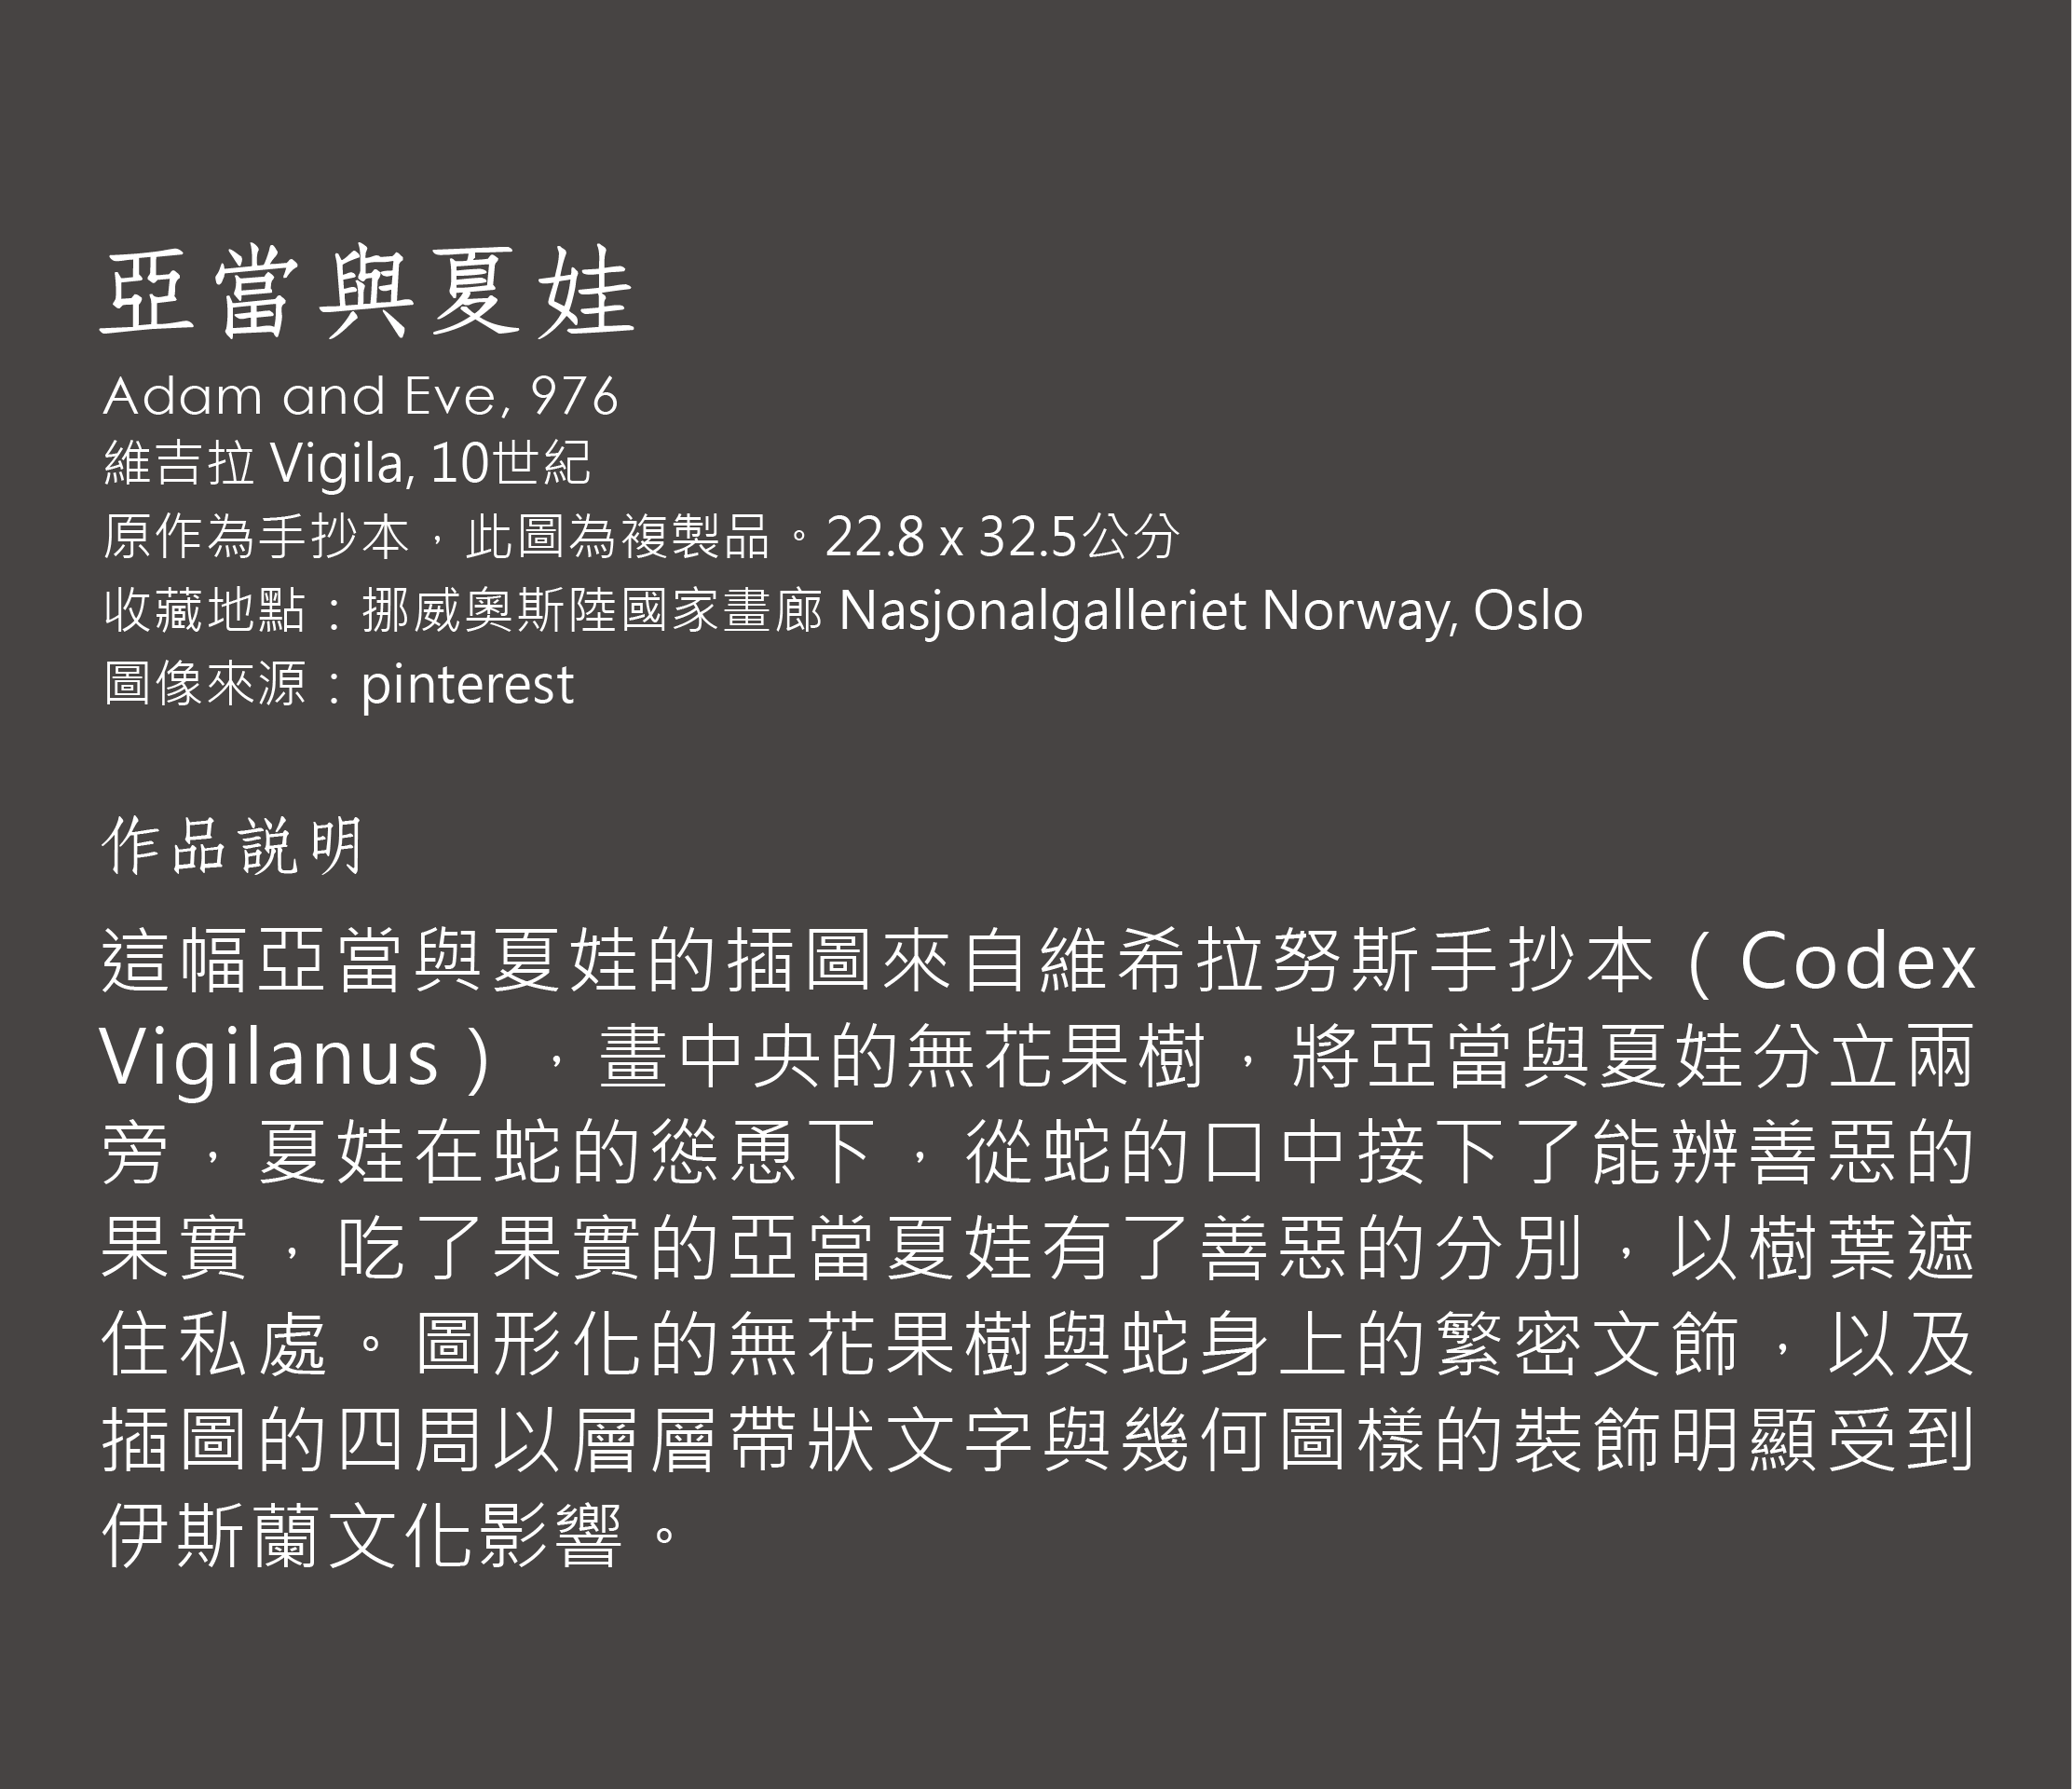 亞當與夏娃
Adam and Eve, 976
維吉拉 Vigila, 10世紀
原作為手抄本，此圖為複製品。22.8 x 32.5公分
收藏地點：挪威奧斯陸國家畫廊 Nasjonalgalleriet Norway, Oslo
圖像來源：pinterest
作品說明
這幅亞當與夏娃的插圖來自維希拉努斯手抄本（Codex
Vigilanus），畫中央的無花果樹，將亞當與夏娃分立兩
旁，夏娃在蛇的慫恿下，從蛇的口中接下了能辨善惡的
果實，吃了果實的亞當夏娃有了善惡的分別，以樹葉遮
住私處。圖形化的無花果樹與蛇身上的繁密文飾，以及
插圖的四周以層層帶狀文字與幾何圖樣的裝飾明顯受到
伊斯蘭文化影響。